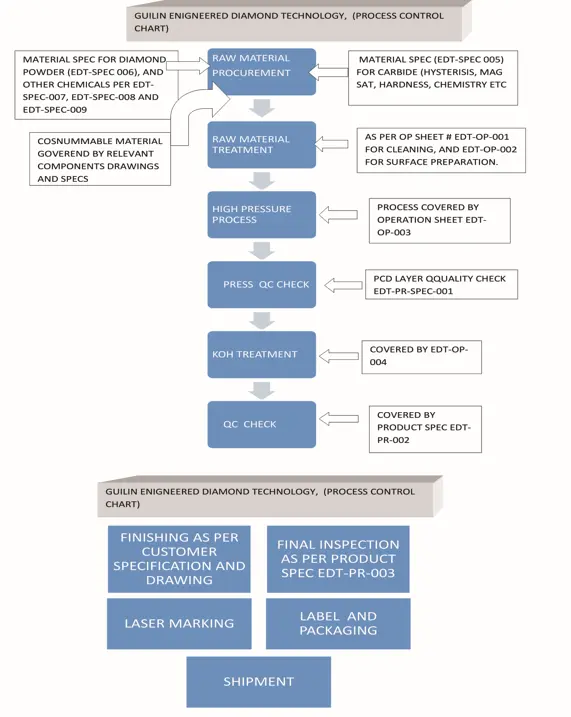 GUILIN ENIGNEERED DIAMOND TECHNOLOGY, (PROCESS CONTROL
CHART)
MATERIAL SPEC FOR DIAMOND
POWDER (EDT-SPEC 006), AND
OTHER CHEMICALS PER EDT-
SPEC-007, EDT-SPEC-008 AND
EDT-SPEC-009
RAW MATERIAL
PROCUREMENT
MATERIAL SPEC (EDT-SPEC 005)
FOR CARBIDE (HYSTERISIS, MAG
SAT, HARDNESS, CHEMISTRY ETC
COSNUMMABLE MATERIAL
GOVEREND BY RELEVANT
COMPONENTS DRAWINGS
AND SPECS
RAW MATERIAL
TREATMENT
AS PER OP SHEET # EDT-OP-001
FOR CLEANING, AND EDT-OP-002
FOR SURFACE PREPARATION.
HIGH PRESSURE
PROCESS
PROCESS COVERED BY
OPERATION SHEET EDT-
OP-003
PRESS QC CHECK
PCD LAYER QQUALITY CHECK
EDT-PR-SPEC-001
KOH TREATMENT
COVERED BY EDT-OP-
004
QC CHECK
COVERED BY
PRODUCT SPEC EDT-
PR-002
GUILIN ENIGNEERED DIAMOND TECHNOLOGY, (PROCESS CONTROL
CHART)
FINISHING AS PER
CUSTOMER
SPECIFICATION AND
DRAWING
FINAL INSPECTION
AS PER PRODUCT
SPEC EDT-PR-003
LASER MARKING
LABEL AND
PACKAGING
SHIPMENT